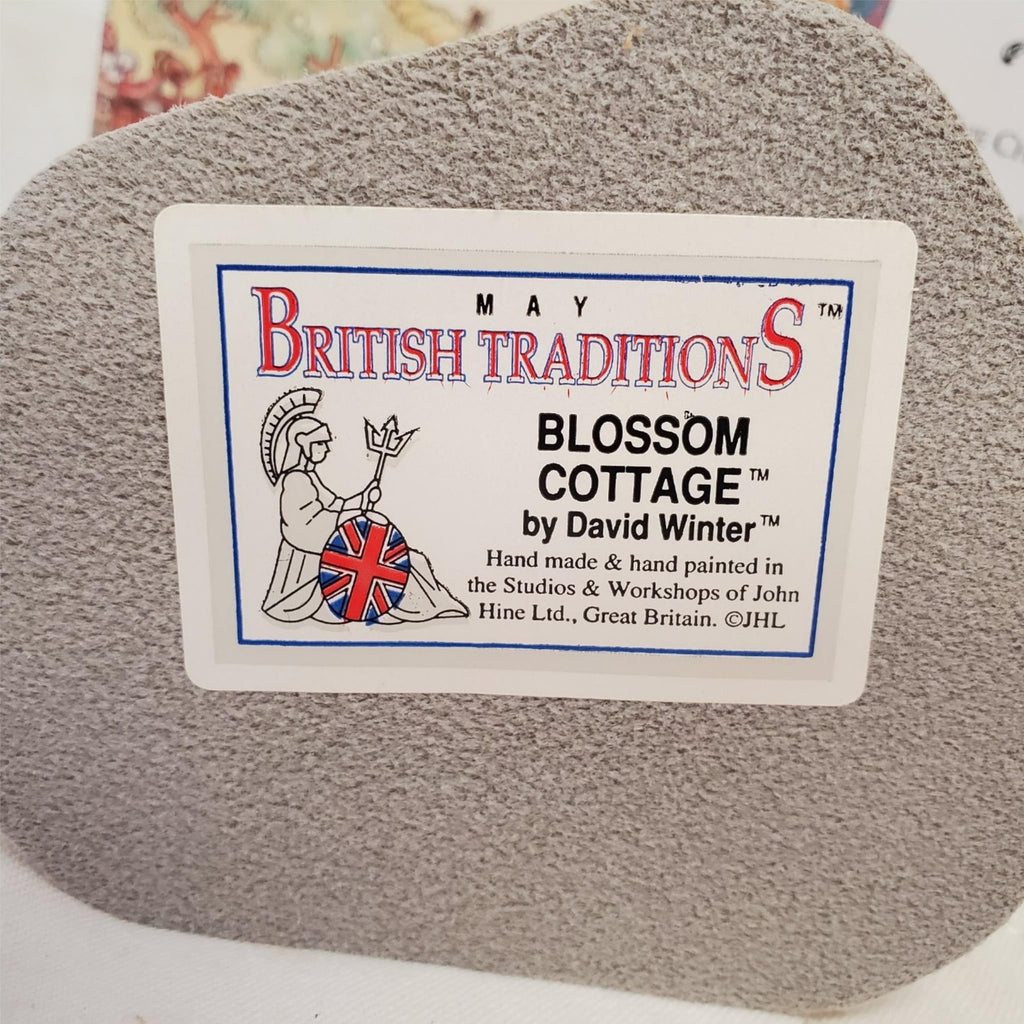 MAY
BRITISH TRADITIONS™
BLOSSOM
COTTAGE™
by David Winter™
Hand made & hand painted in
the Studios & Workshops of John
Hine Ltd., Great Britain. ©JHL